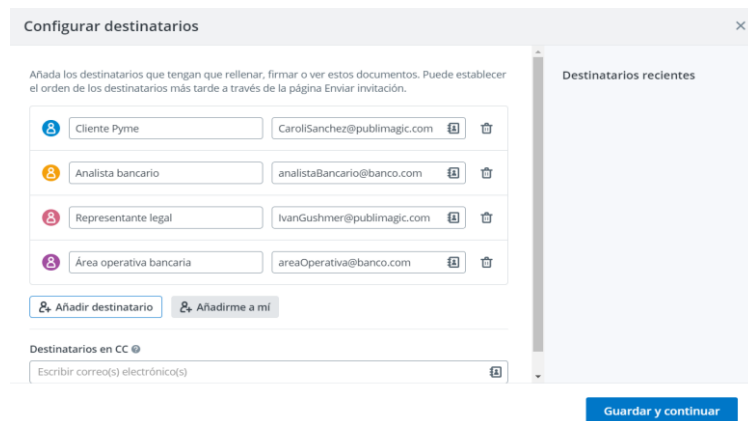 Configurar destinatarios
Añada los destinatarios que tengan que rellenar, firmar o ver estos documentos. Puede establecer
el orden de los destinatarios más tarde a través de la página Enviar invitación.
Destinatarios recientes
Cliente Pyme CaroliSanchez@publimagic.com
Analista bancario analistaBancario@banco.com
Representante legal IvanGushmer@publimagic.com
Área operativa bancaria areaOperativa@banco.com
Añadir destinatario Añadirme a mí
Destinatarios en CC
Escribir correo(s) electrónico(s)
Guardar y continuar